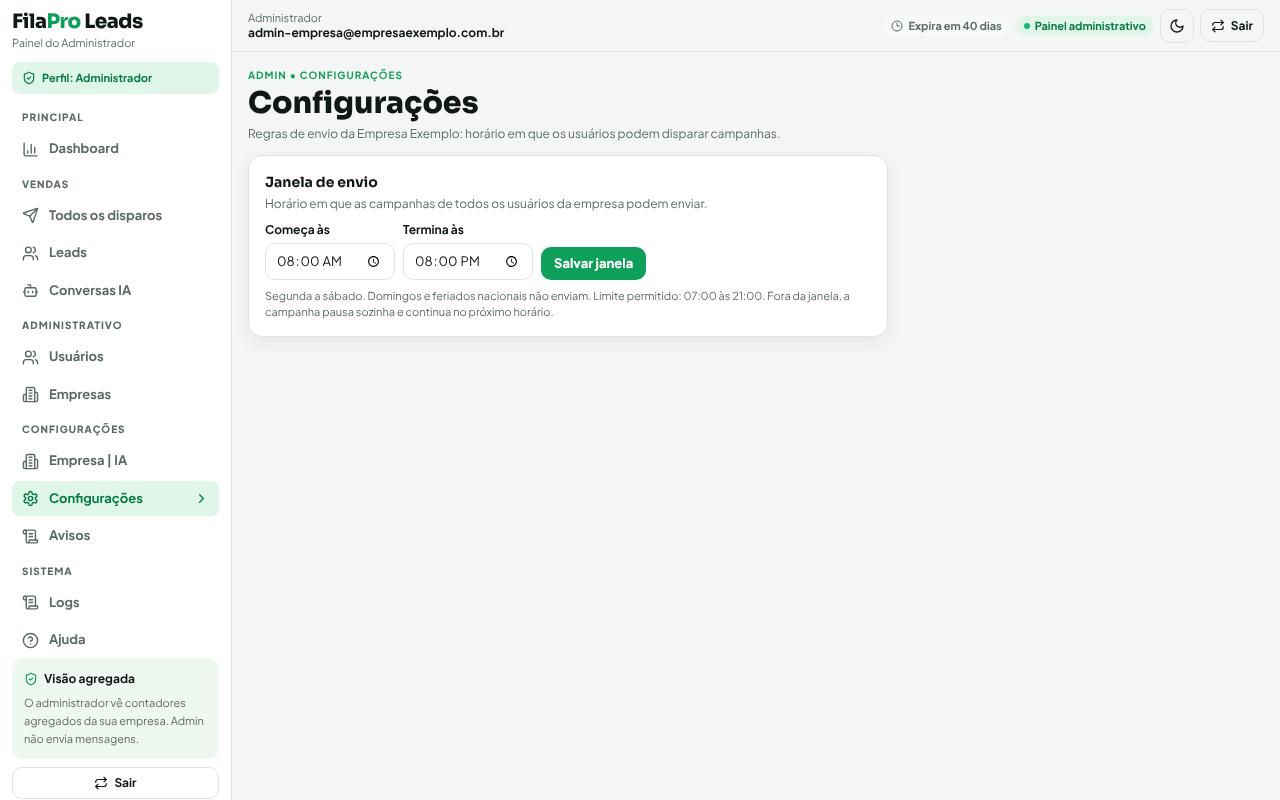 FilaPro Leads
Painel do Administrador
Perfil: Administrador
PRINCIPAL
Dashboard
VENDAS
Todos os disparos
Leads
Conversas IA
ADMINISTRATIVO
Usuários
Empresas
CONFIGURAÇÕES
Empresa | IA
Configurações
Avisos
SISTEMA
Logs
Ajuda
Visão agregada
O administrador vê contadores
agregados da sua empresa. Admin
não envia mensagens.
Sair
Administrador
admin-empresa@empresaexemplo.com.br
Expira em 40 dias
Painel administrativo
Sair
ADMIN • CONFIGURAÇÕES
Configurações
Regras de envio da Empresa Exemplo: horário em que os usuários podem disparar campanhas.
Janela de envio
Horário em que as campanhas de todos os usuários da empresa podem enviar.
Começa às
Termina às
08:00 AM
08:00 PM
Salvar janela
Segunda a sábado. Domingos e feriados nacionais não enviam. Limite permitido: 07:00 às 21:00. Fora da janela, a
campanha pausa sozinha e continua no próximo horário.